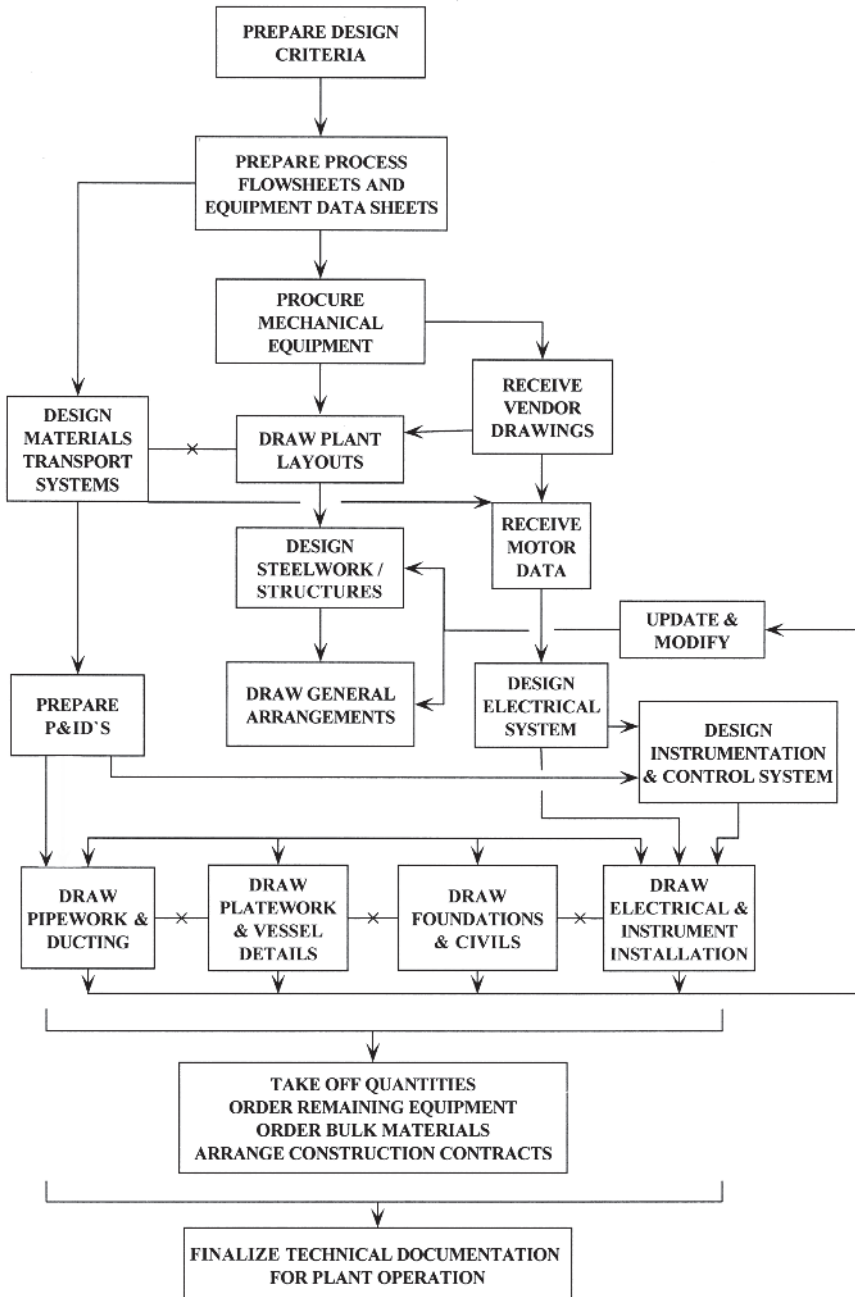 PREPARE DESIGN
CRITERIA
PREPARE PROCESS
FLOWSHEETS AND
EQUIPMENT DATA SHEETS
PROCURE
MECHANICAL
EQUIPMENT
RECEIVE
VENDOR
DRAWINGS
DESIGN
MATERIALS
TRANSPORT
SYSTEMS
DRAW PLANT
LAYOUTS
RECEIVE
MOTOR
DATA
DESIGN
STEELWORK /
STRUCTURES
UPDATE &
MODIFY
DRAW GENERAL
ARRANGEMENTS
PREPARE
P&ID`S
DESIGN
ELECTRICAL
SYSTEM
DESIGN
INSTRUMENTATION
& CONTROL SYSTEM
DRAW
PIPEWORK &
DUCTING
DRAW
PLATEWORK
& VESSEL
DETAILS
DRAW
FOUNDATIONS
& CIVILS
DRAW
ELECTRICAL &
INSTRUMENT
INSTALLATION
TAKE OFF QUANTITIES
ORDER REMAINING EQUIPMENT
ORDER BULK MATERIALS
ARRANGE CONSTRUCTION CONTRACTS
FINALIZE TECHNICAL DOCUMENTATION
FOR PLANT OPERATION